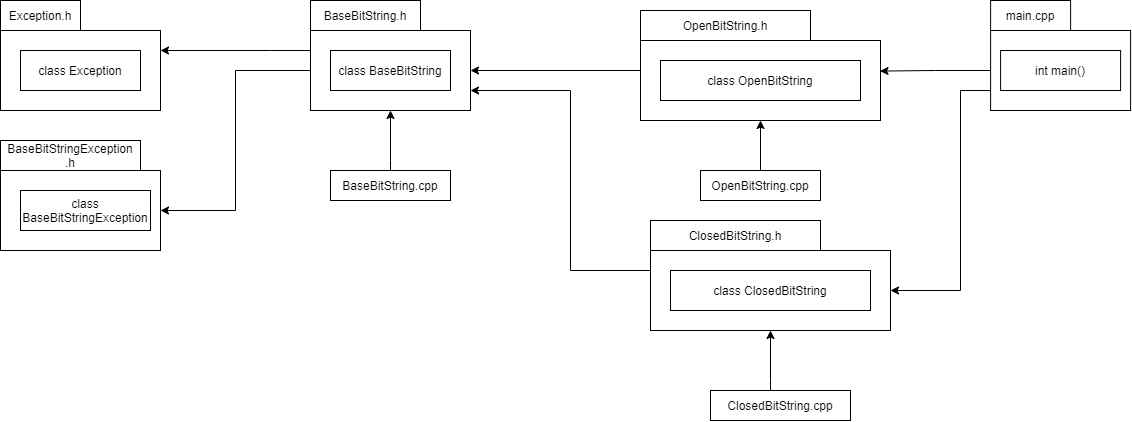 Exception.h
class Exception
BaseBitStringException
.h
class
BaseBitStringException
BaseBitString.h
class BaseBitString
BaseBitString.cpp
OpenBitString.h
class OpenBitString
OpenBitString.cpp
ClosedBitString.h
class ClosedBitString
ClosedBitString.cpp
main.cpp
int main()